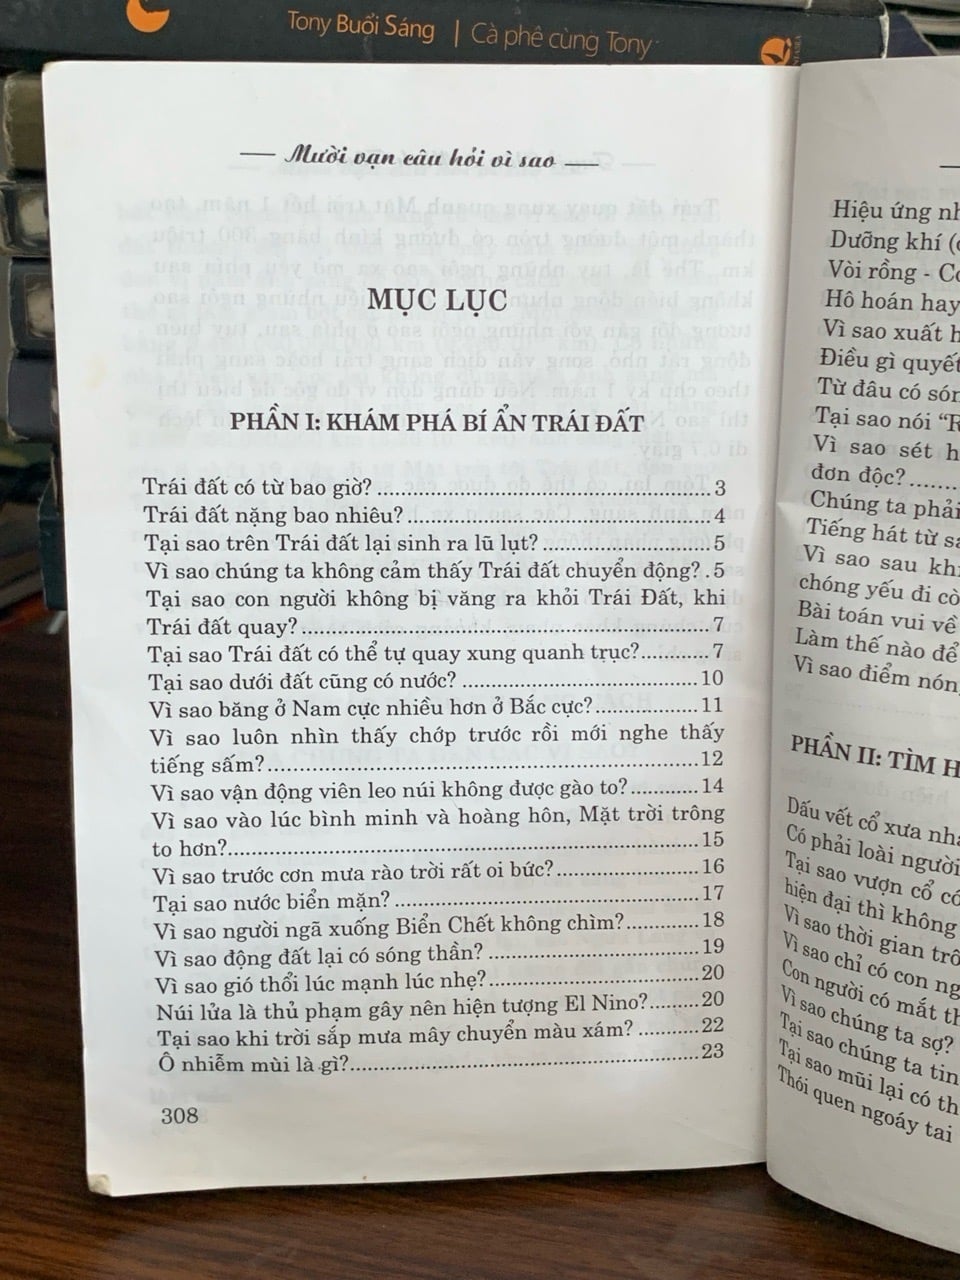 Tony Buổi Sáng | Cà phê cùng Tony
Mười vạn câu hỏi vì sao
MỤC LỤC
PHẦN I: KHÁM PHÁ BÍ ẨN TRÁI ĐẤT
Trái đất có từ bao giờ? ........ 3
Trái đất nặng bao nhiêu? ........ 4
Tại sao trên Trái đất lại sinh ra lũ lụt? ........ 5
Vì sao chúng ta không cảm thấy Trái đất chuyển động? . 5
Tại sao con người không bị văng ra khỏi Trái Đất, khi
Trái đất quay? ........ 7
Tại sao Trái đất có thể tự quay xung quanh trục? ........ 7
Tại sao dưới đất cũng có nước? ........ 10
Vì sao băng ở Nam cực nhiều hơn ở Bắc cực? ........ 11
Vì sao luôn nhìn thấy chớp trước rồi mới nghe thấy
tiếng sấm? ........ 12
Vì sao vận động viên leo núi không được gào to? ........ 14
Vì sao vào lúc bình minh và hoàng hôn, Mặt trời trông
to hơn? ........ 15
Vì sao trước cơn mưa rào trời rất oi bức? ........ 16
Tại sao nước biển mặn? ........ 17
Vì sao người ngã xuống Biển Chết không chìm? ........ 18
Vì sao động đất lại có sóng thần? ........ 19
Vì sao gió thổi lúc mạnh lúc nhẹ? ........ 20
Núi lửa là thủ phạm gây nên hiện tượng El Nino? ........ 20
Tại sao khi trời sắp mưa mây chuyển màu xám? ........ 22
Ô nhiễm mùi là gì? ........ 23
308
Hiệu ứng
Dưỡng khí
Vòi rồng -
Hô hoán hay
Vì sao xuất
Điều gì quyết
Từ đâu có
Tại sao nói
Vì sao sét
đơn độc? ........
Chúng ta phải
Tiếng hát từ
Vì sao sau
chóng yếu đi
Bài toán vui về
Làm thế nào để
Vì sao điểm nóng
PHẦN II: TÌM
Dấu vết cổ xưa
Có phải loài người
Tại sao vượn cổ
hiện đại thì không
Vì sao thời gian
Vì sao chỉ có con
Con người có mắt
Vì sao chúng ta sợ?
Tại sao chúng ta tin
Tại sao mũi lại có
Thói quen ngoáy tai